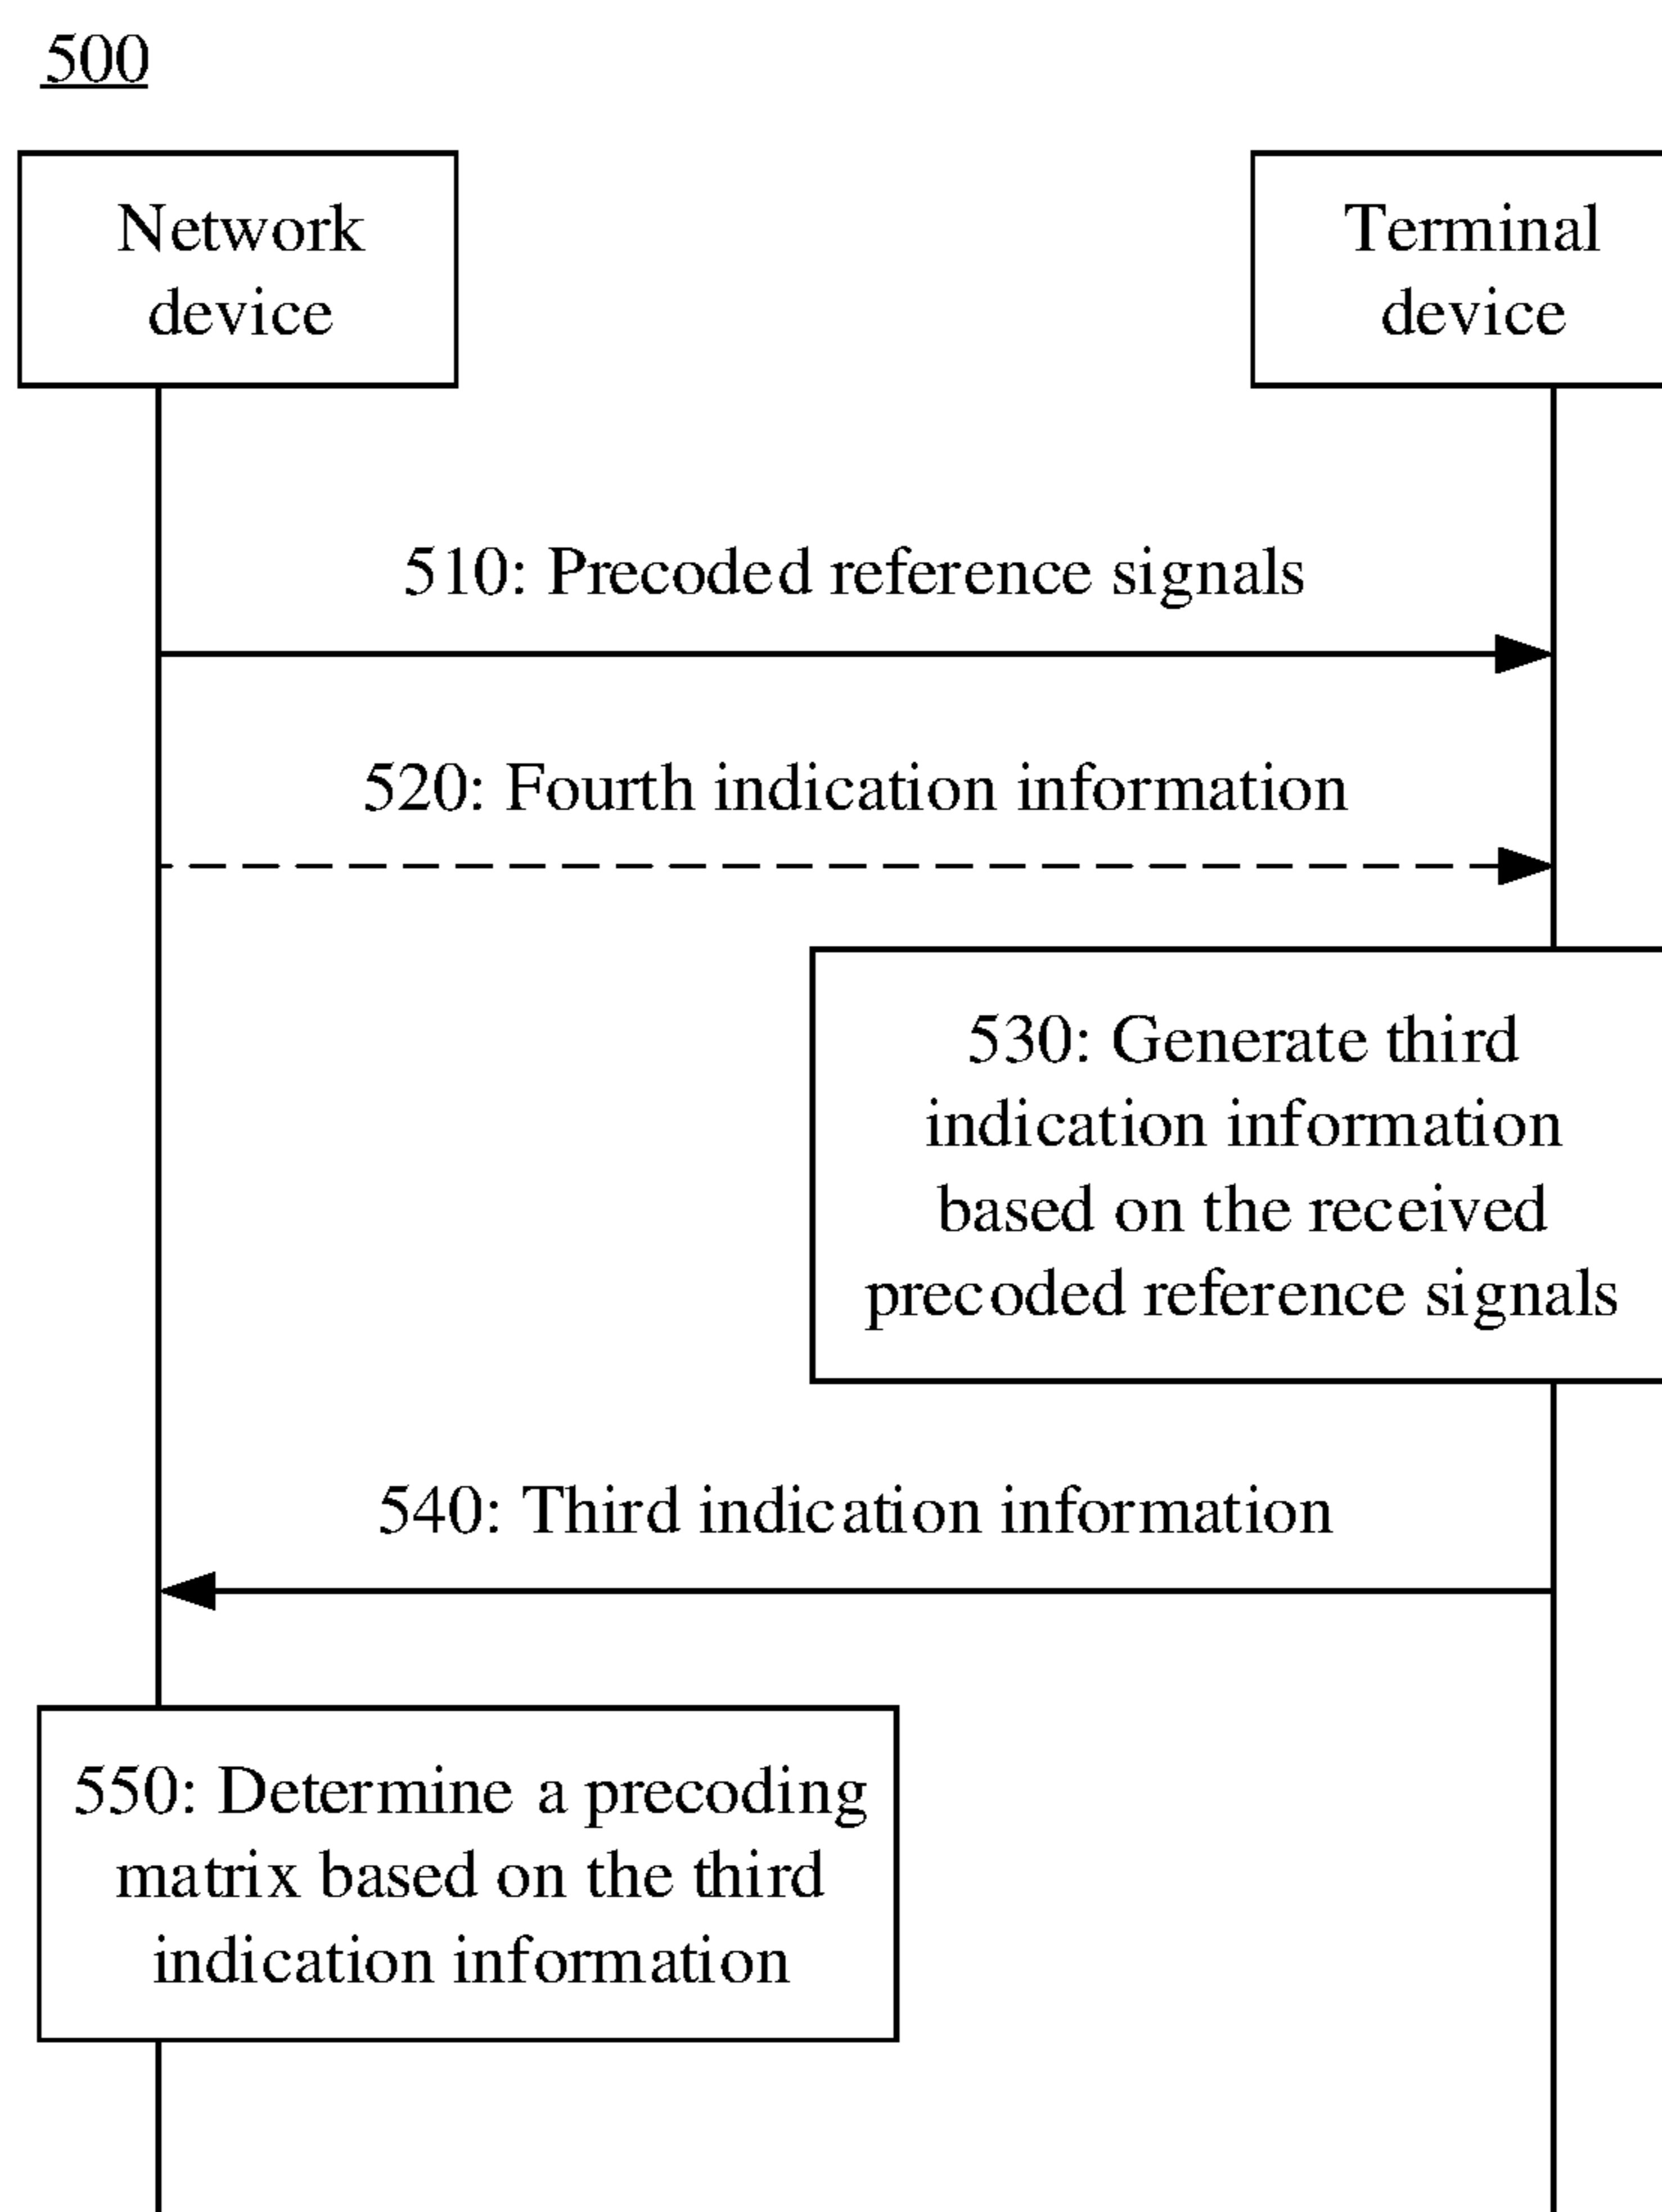 500
Network
device
Terminal
device
510: Precoded reference signals
520: Fourth indication information
530: Generate third
indication information
based on the received
precoded reference signals
540: Third indication information
550: Determine a precoding
matrix based on the third
indication information